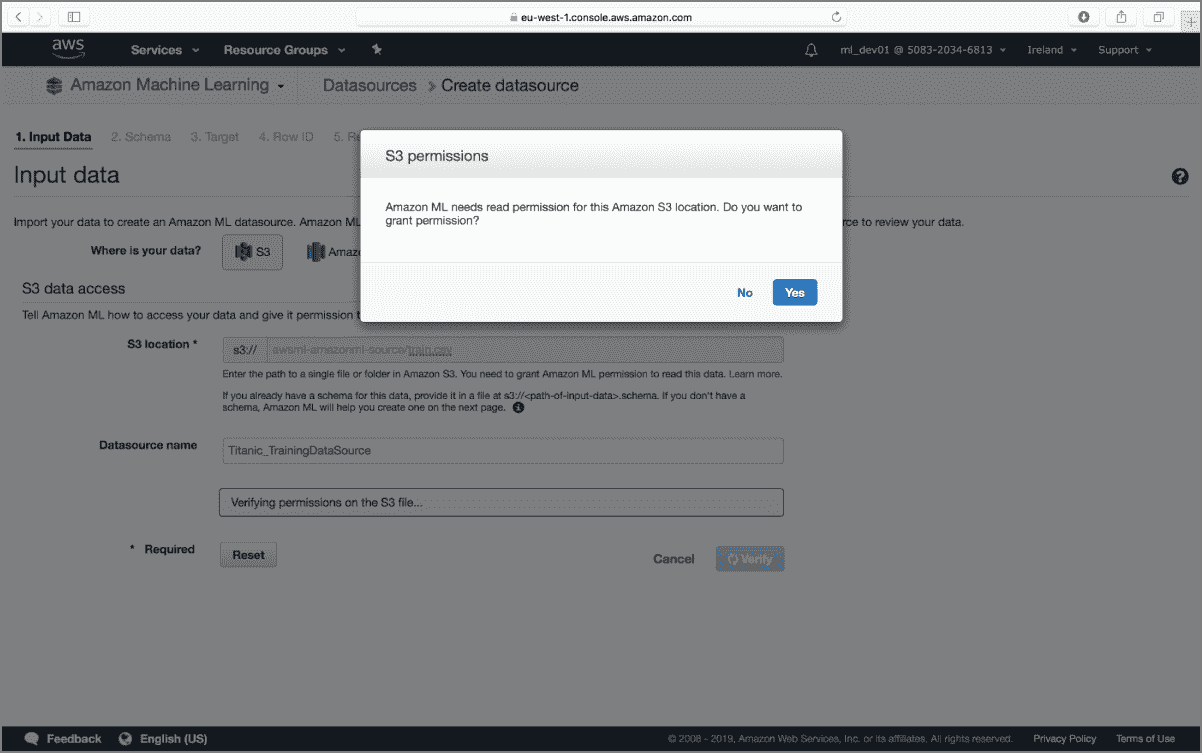 eu-west-1.console.aws.amazon.com
aws Services Resource Groups ml_dev01 @ 5083-2034-6813 Ireland Support
Amazon Machine Learning Datasources Create datasource
1. Input Data 2. Schema 3. Target 4. Row ID 5. Re
S3 permissions
Input data
Amazon ML needs read permission for this Amazon S3 location. Do you want to
grant permission?
Import your data to create an Amazon ML datasource. Amazon ML
rce to review your data.
Where is your data? S3 Amazo
No Yes
S3 data access
Tell Amazon ML how to access your data and give it permission t
S3 location * s3:// awsml-amazonml-source/train.csv
Enter the path to a single file or folder in Amazon S3. You need to grant Amazon ML permission to read this data. Learn more.
If you already have a schema for this data, provide it in a file at s3://<path-of-input-data>.schema. If you don't have a
schema, Amazon ML will help you create one on the next page.
Datasource name Titanic_TrainingDataSource
Verifying permissions on the S3 file...
* Required Reset Cancel Verify
Feedback English (US) © 2008 - 2019, Amazon Web Services, Inc. or its affiliates. All rights reserved. Privacy Policy Terms of Use